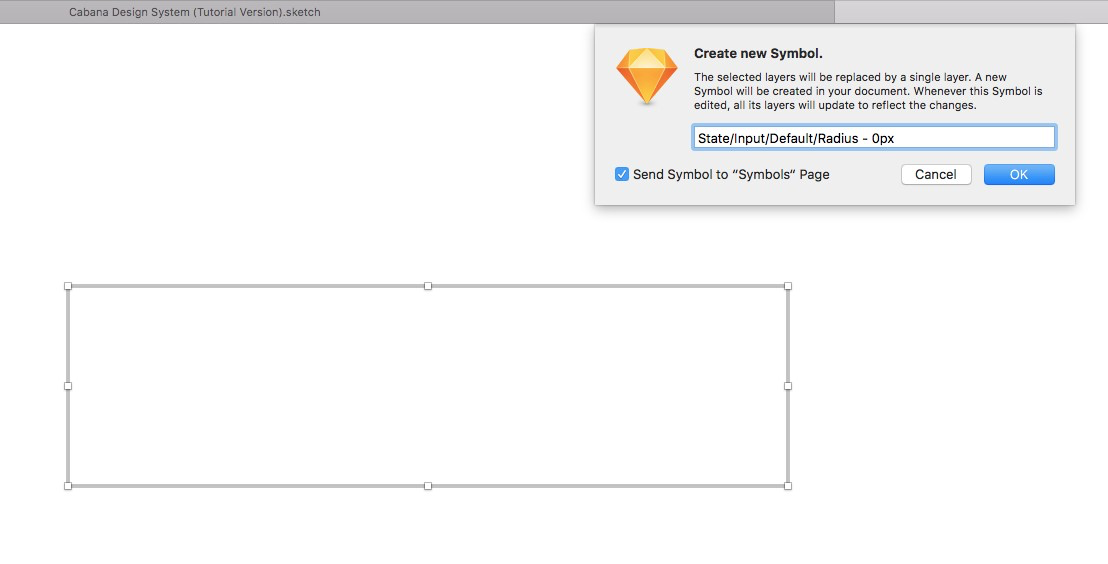 Cabana Design System (Tutorial Version).sketch
Create new Symbol.
The selected layers will be replaced by a single layer. A new
Symbol will be created in your document. Whenever this Symbol is
edited, all its layers will update to reflect the changes.
State/Input/Default/Radius - 0px
Send Symbol to “Symbols” Page
Cancel
OK